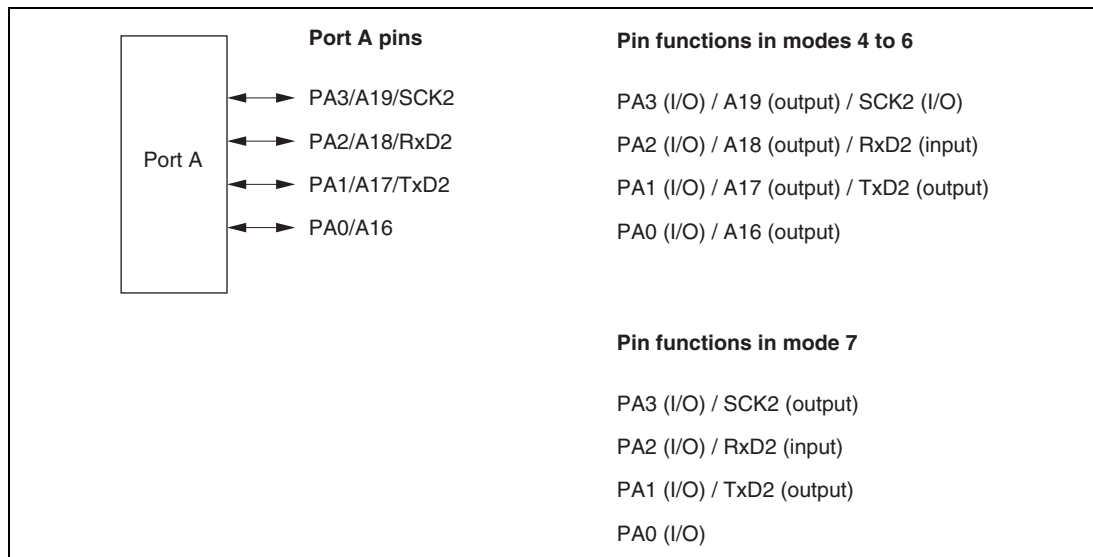 Port A
Port A pins
PA3/A19/SCK2
PA2/A18/RxD2
PA1/A17/TxD2
PA0/A16
Pin functions in modes 4 to 6
PA3 (I/O) / A19 (output) / SCK2 (I/O)
PA2 (I/O) / A18 (output) / RxD2 (input)
PA1 (I/O) / A17 (output) / TxD2 (output)
PA0 (I/O) / A16 (output)
Pin functions in mode 7
PA3 (I/O) / SCK2 (output)
PA2 (I/O) / RxD2 (input)
PA1 (I/O) / TxD2 (output)
PA0 (I/O)